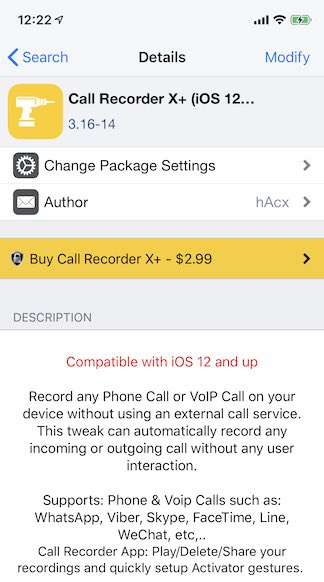 12:22
Search
Details
Modify
Call Recorder X+ (iOS 12...
3.16-14
Change Package Settings
Author
hAcx
Buy Call Recorder X+ - $2.99
DESCRIPTION
Compatible with iOS 12 and up
Record any Phone Call or VoIP Call on your
device without using an external call service.
This tweak can automatically record any
incoming or outgoing call without any user
interaction.
Supports: Phone & Voip Calls such as:
WhatsApp, Viber, Skype, FaceTime, Line,
WeChat, etc,..
Call Recorder App: Play/Delete/Share your
recordings and quickly setup Activator gestures.